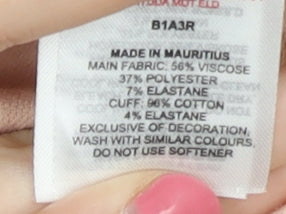 B1A3R
MADE IN MAURITIUS
MAIN FABRIC: 56% VISCOSE
37% POLYESTER
7% ELASTANE
CUFF: 96% COTTON
4% ELASTANE
EXCLUSIVE OF DECORATION,
WASH WITH SIMILAR COLOURS,
DO NOT USE SOFTENER